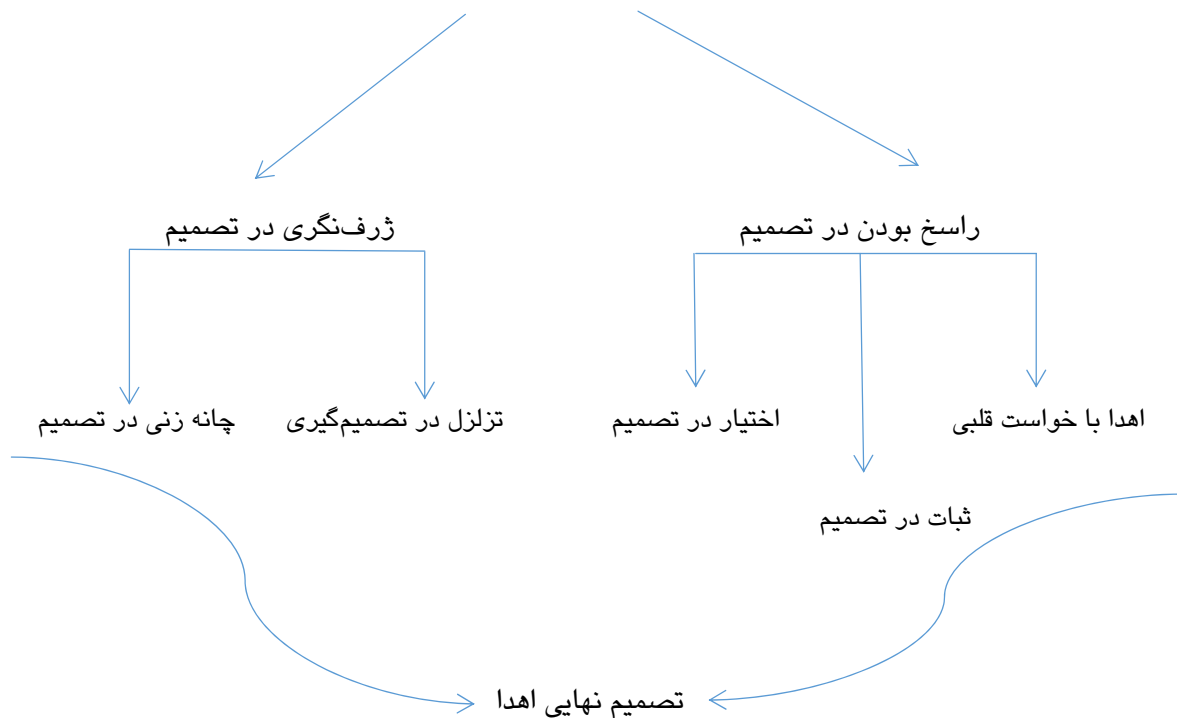 راسخ بودن در تصمیم
ژرف‌نگری در تصمیم
اهدا با خواست قلبی
اختیار در تصمیم
تزلزل در تصمیم‌گیری
چانه زنی در تصمیم
ثبات در تصمیم
تصمیم نهایی اهدا